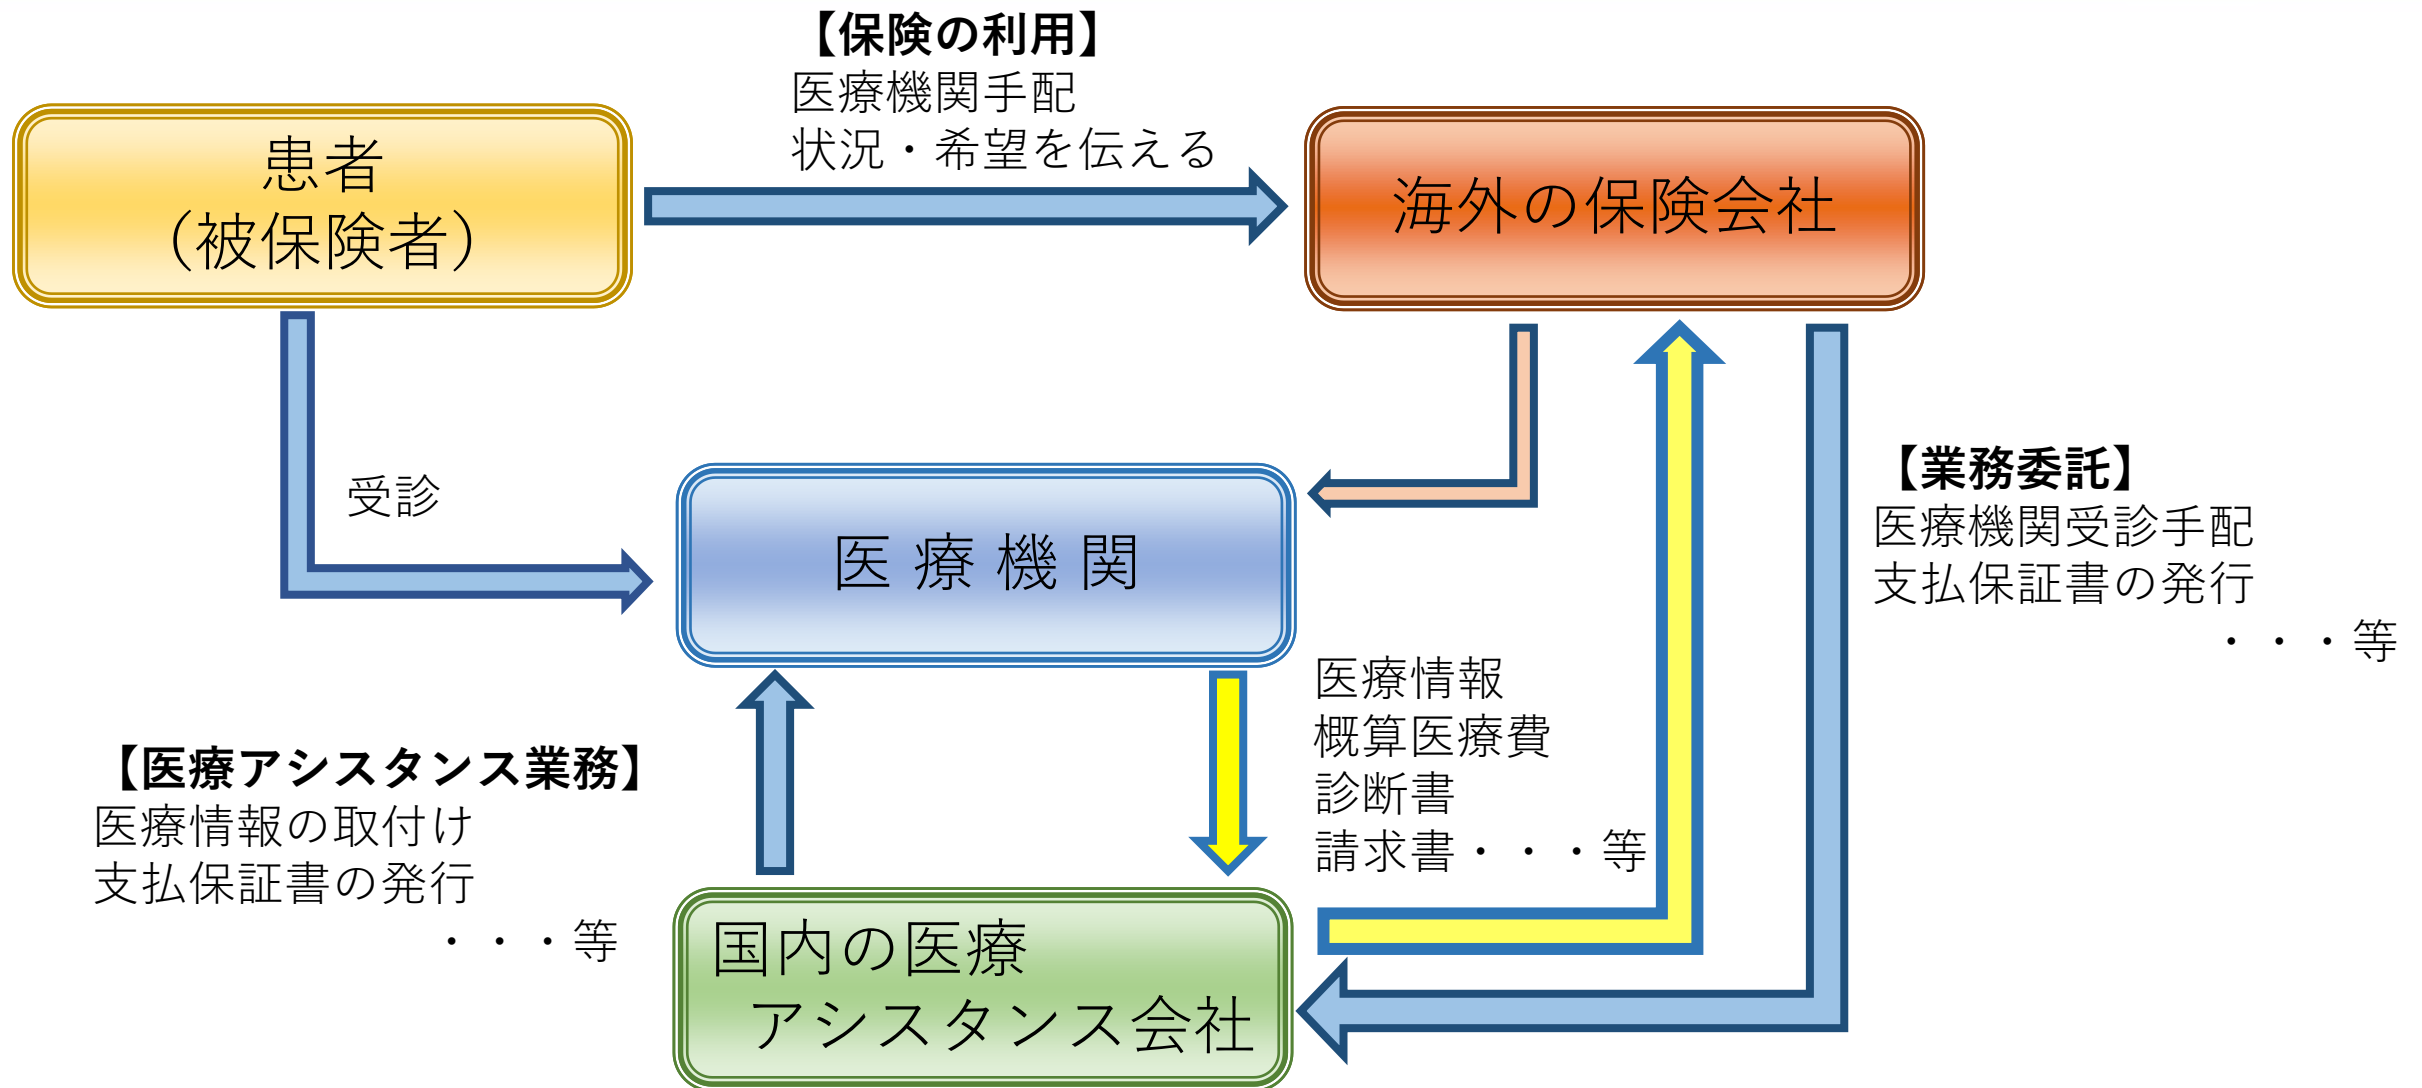 【保険の利用】
医療機関手配
状況・希望を伝える
患者
（被保険者）
海外の保険会社
受診
医療機関
【業務委託】
医療機関受診手配
支払保証書の発行
・・・等
医療情報
概算医療費
診断書
請求書・・・等
【医療アシスタンス業務】
医療情報の取付け
支払保証書の発行
・・・等
国内の医療
アシスタンス会社